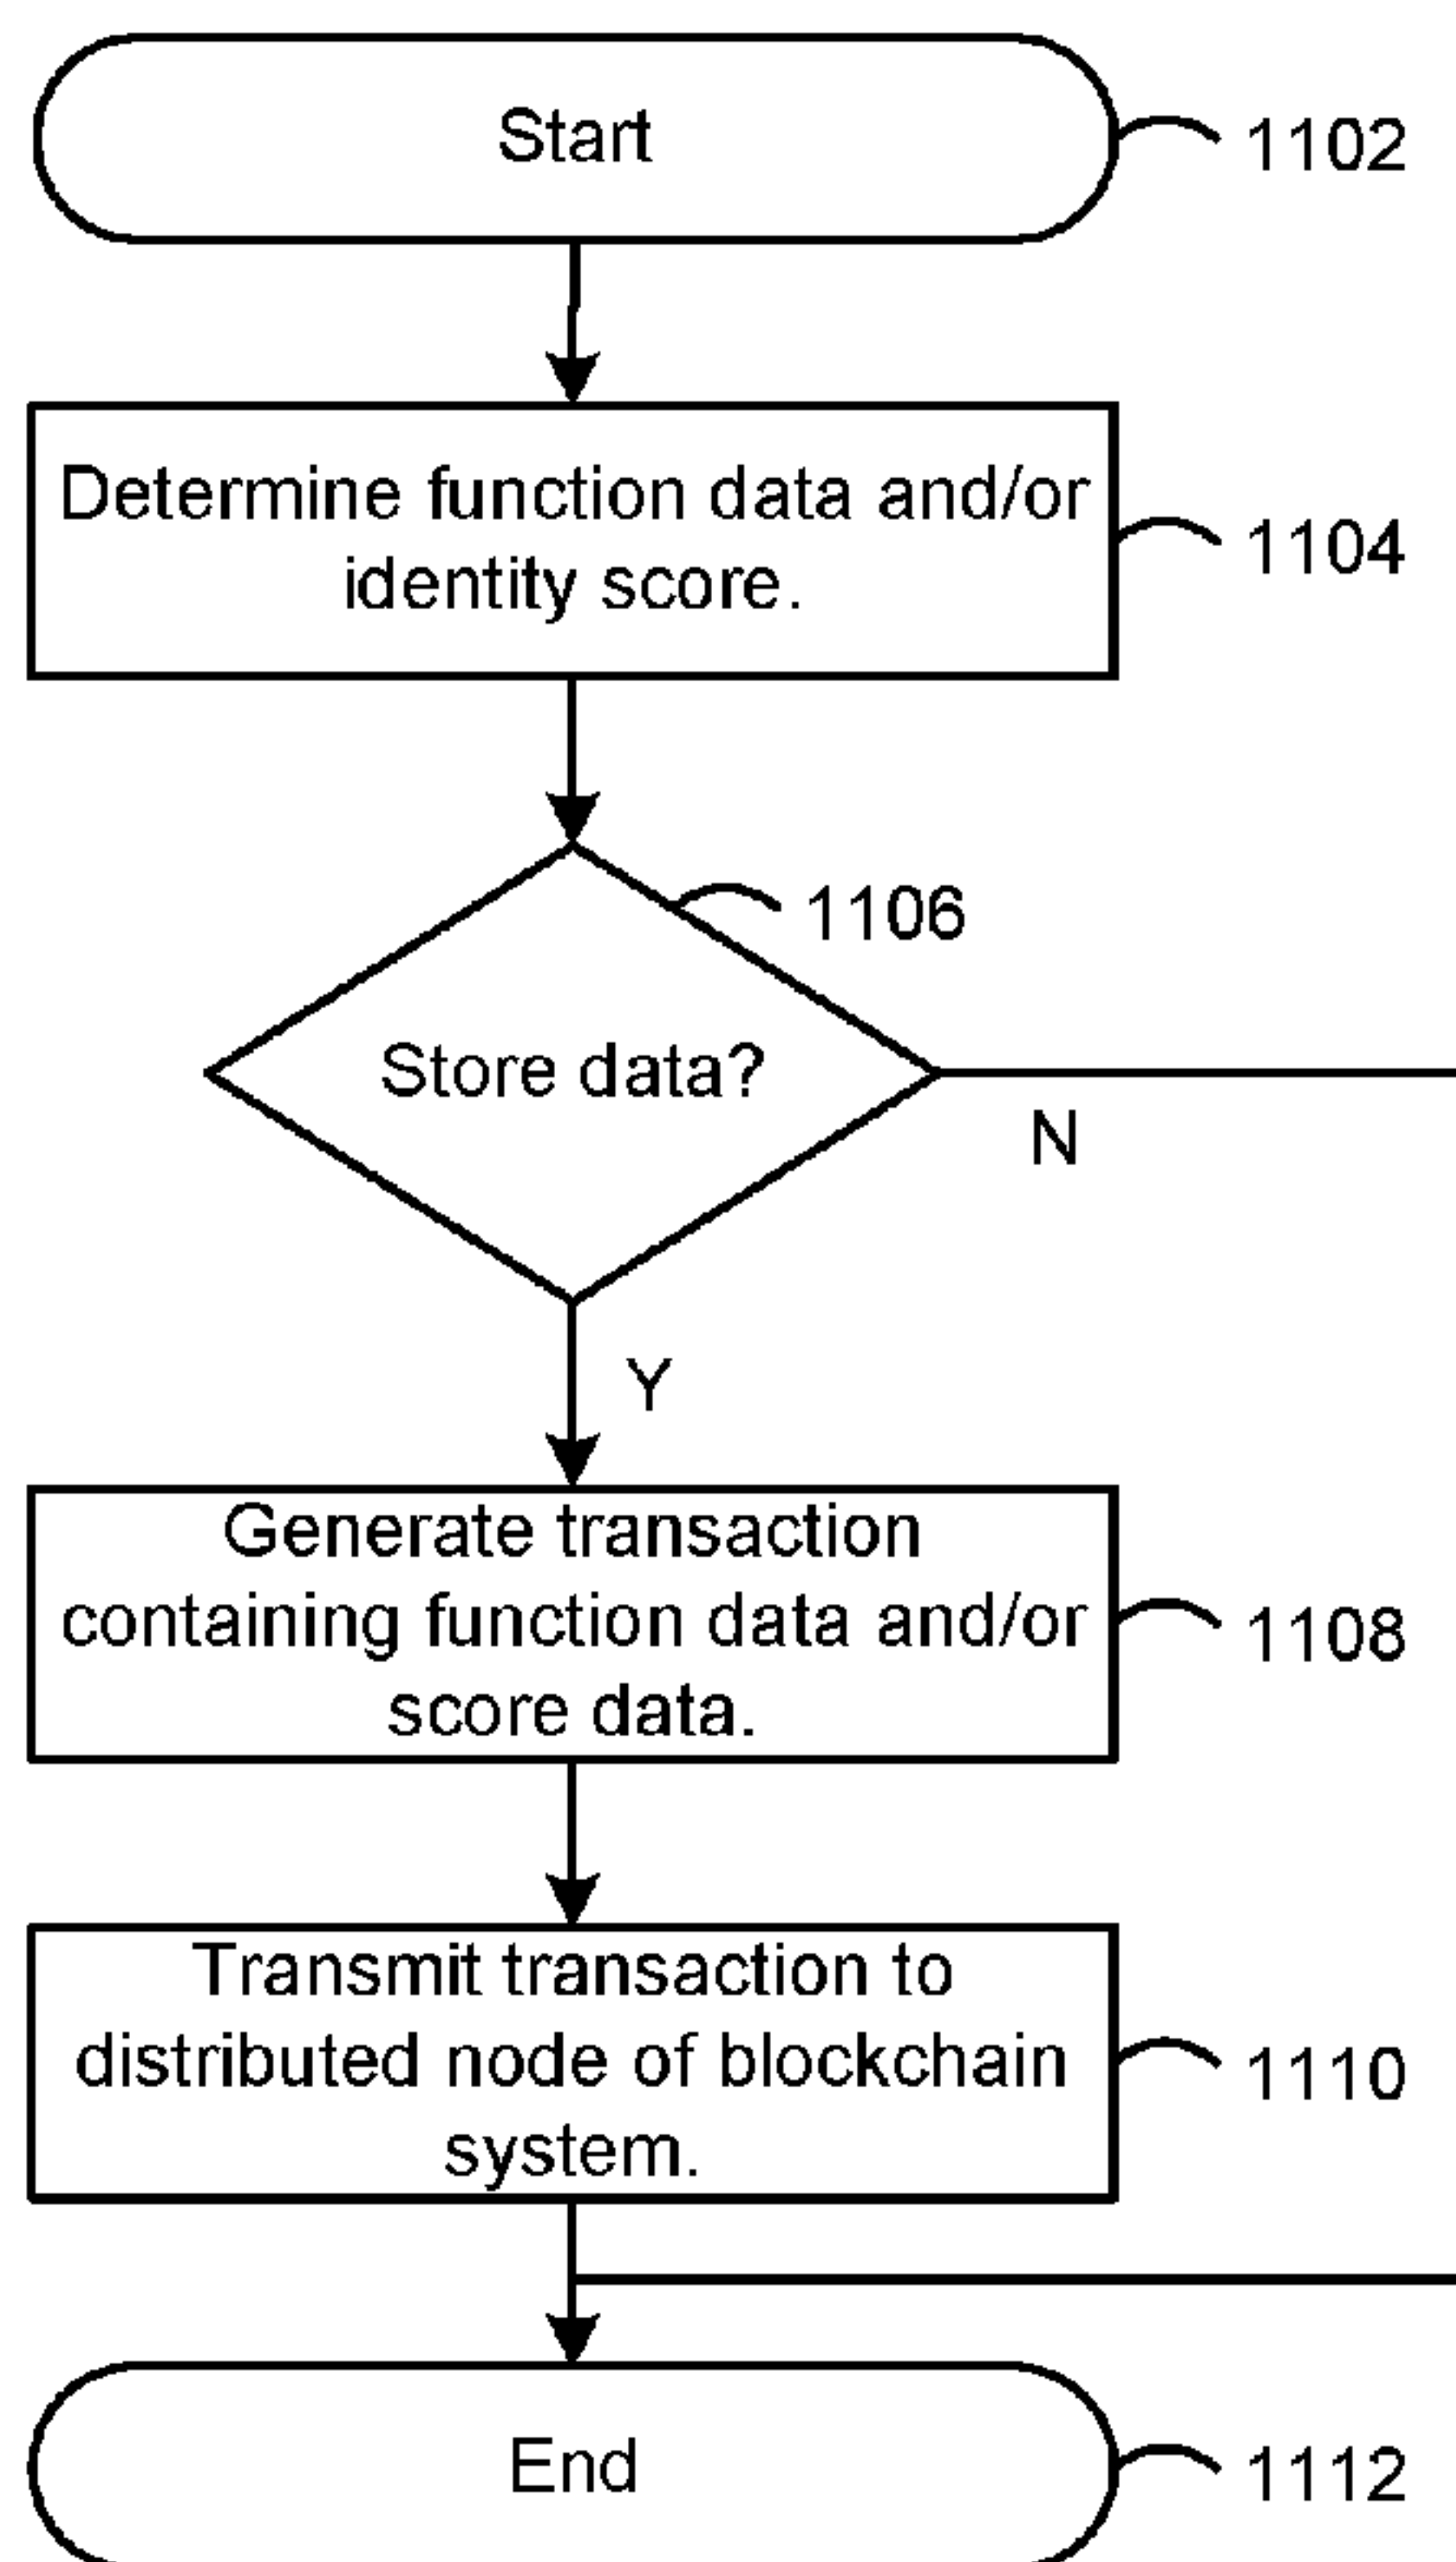 Start
1102
Determine function data and/or
identity score.
1104
1106
Store data?
N
Y
Generate transaction
containing function data and/or
score data.
1108
Transmit transaction to
distributed node of blockchain
system.
1110
End
1112